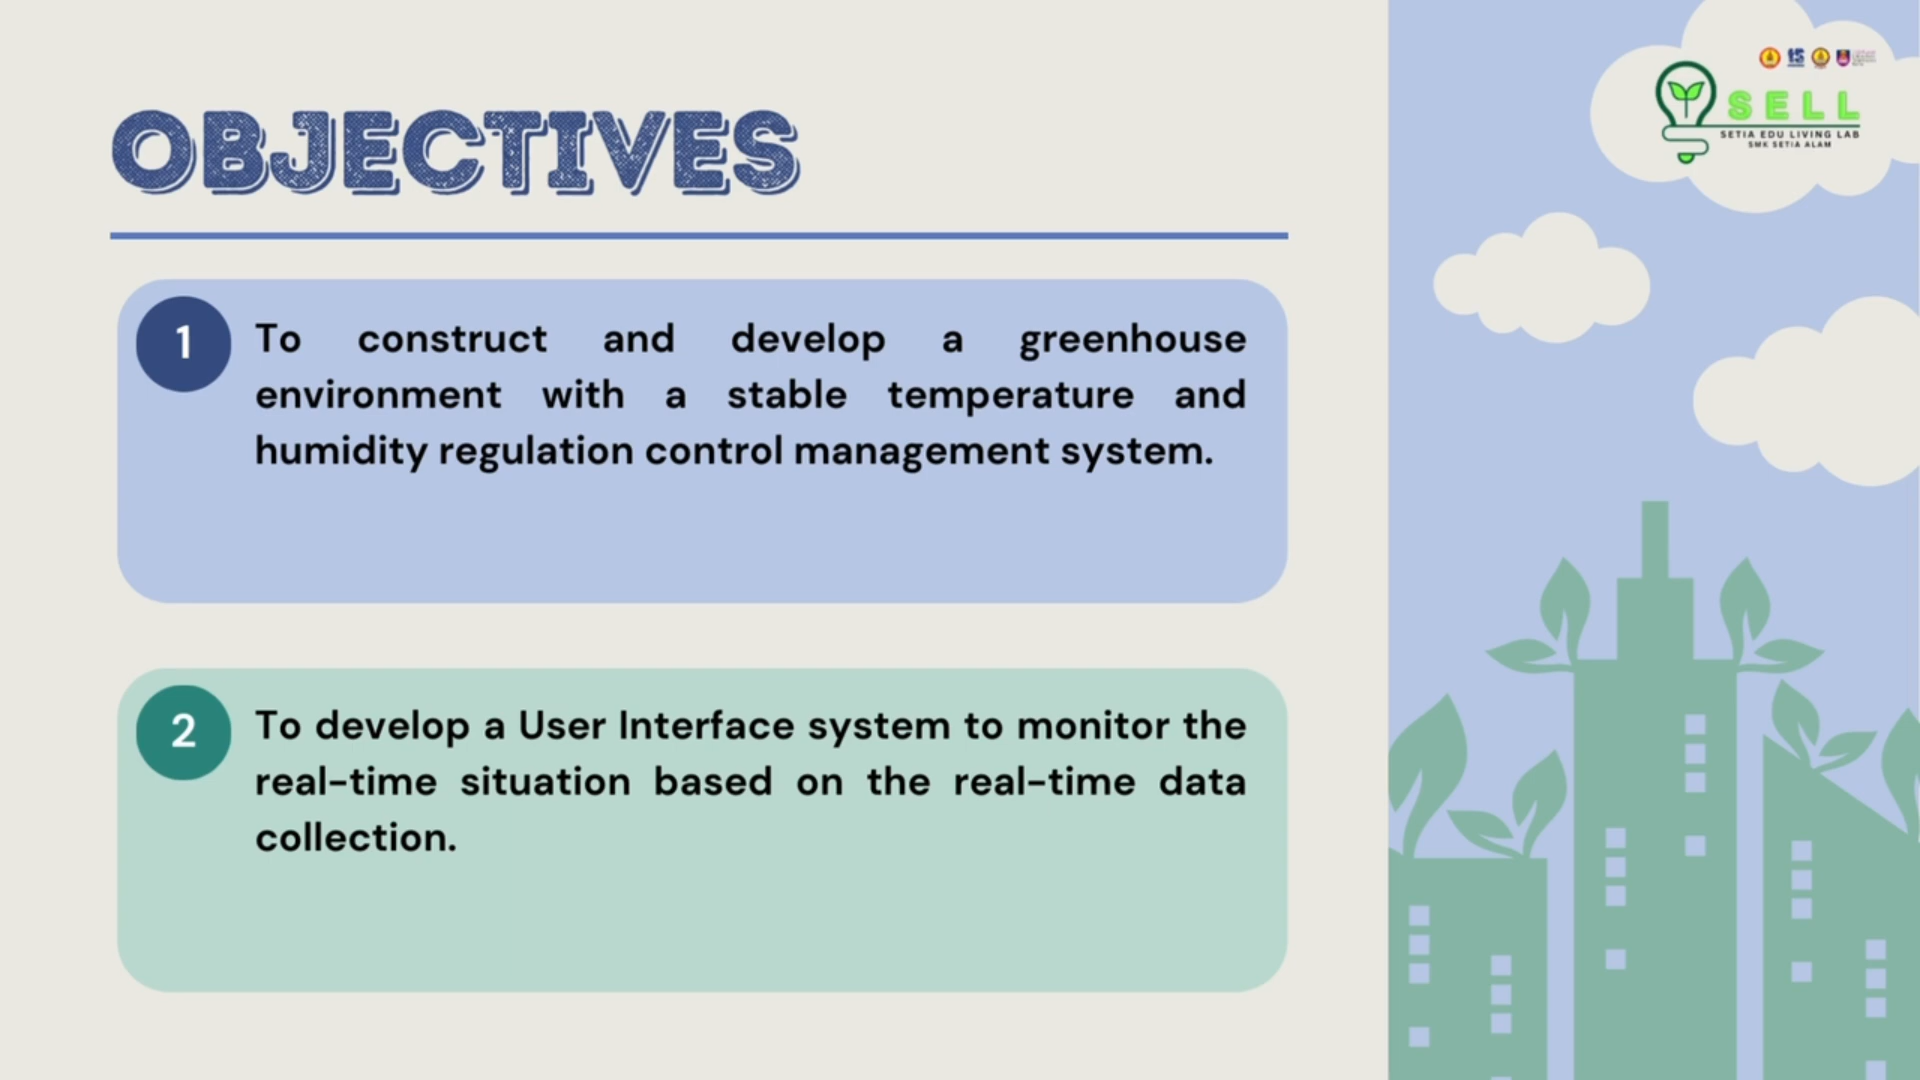 OBJECTIVES
1
To construct and develop a greenhouse
environment with a stable temperature and
humidity regulation control management system.
2
To develop a User Interface system to monitor the
real-time situation based on the real-time data
collection.
SELL
SETIA EDU LIVING LAB
SMK SETIA ALAM